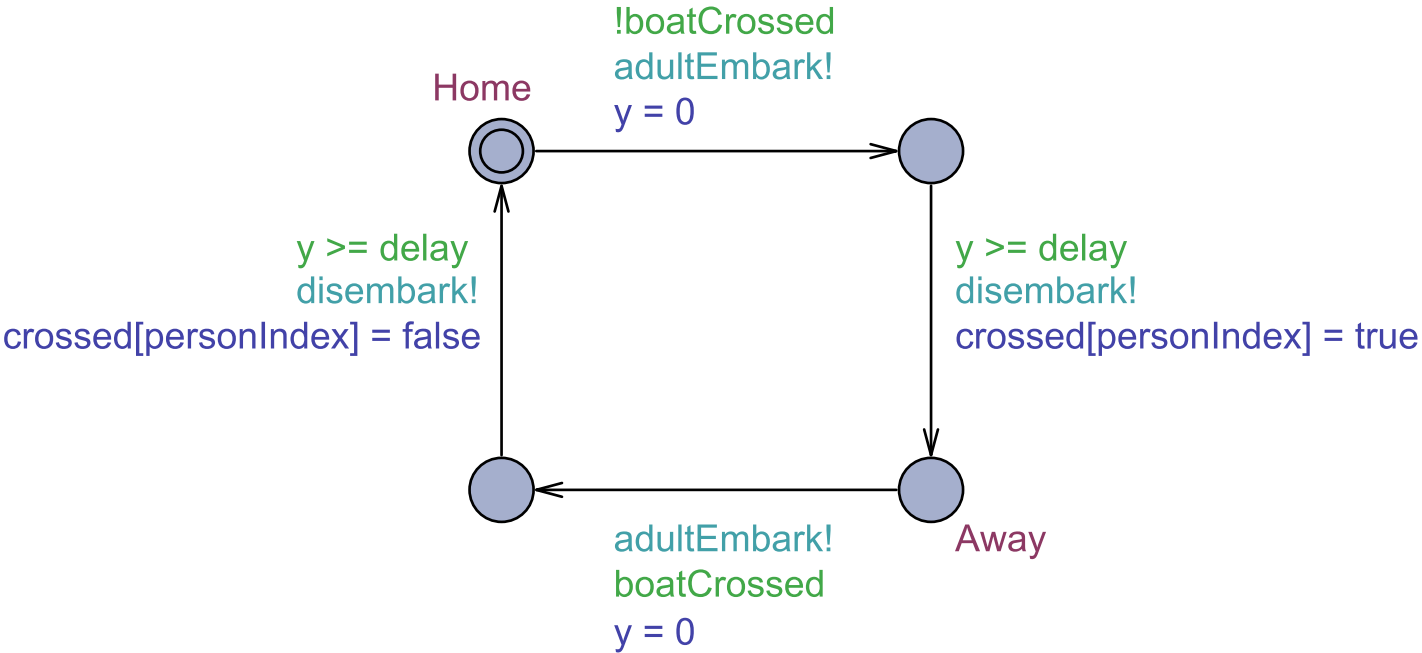 !boatCrossed
adultEmbark!
y = 0
Home
y >= delay
disembark!
crossed[personIndex] = false
y >= delay
disembark!
crossed[personIndex] = true
adultEmbark!
boatCrossed
y = 0
Away